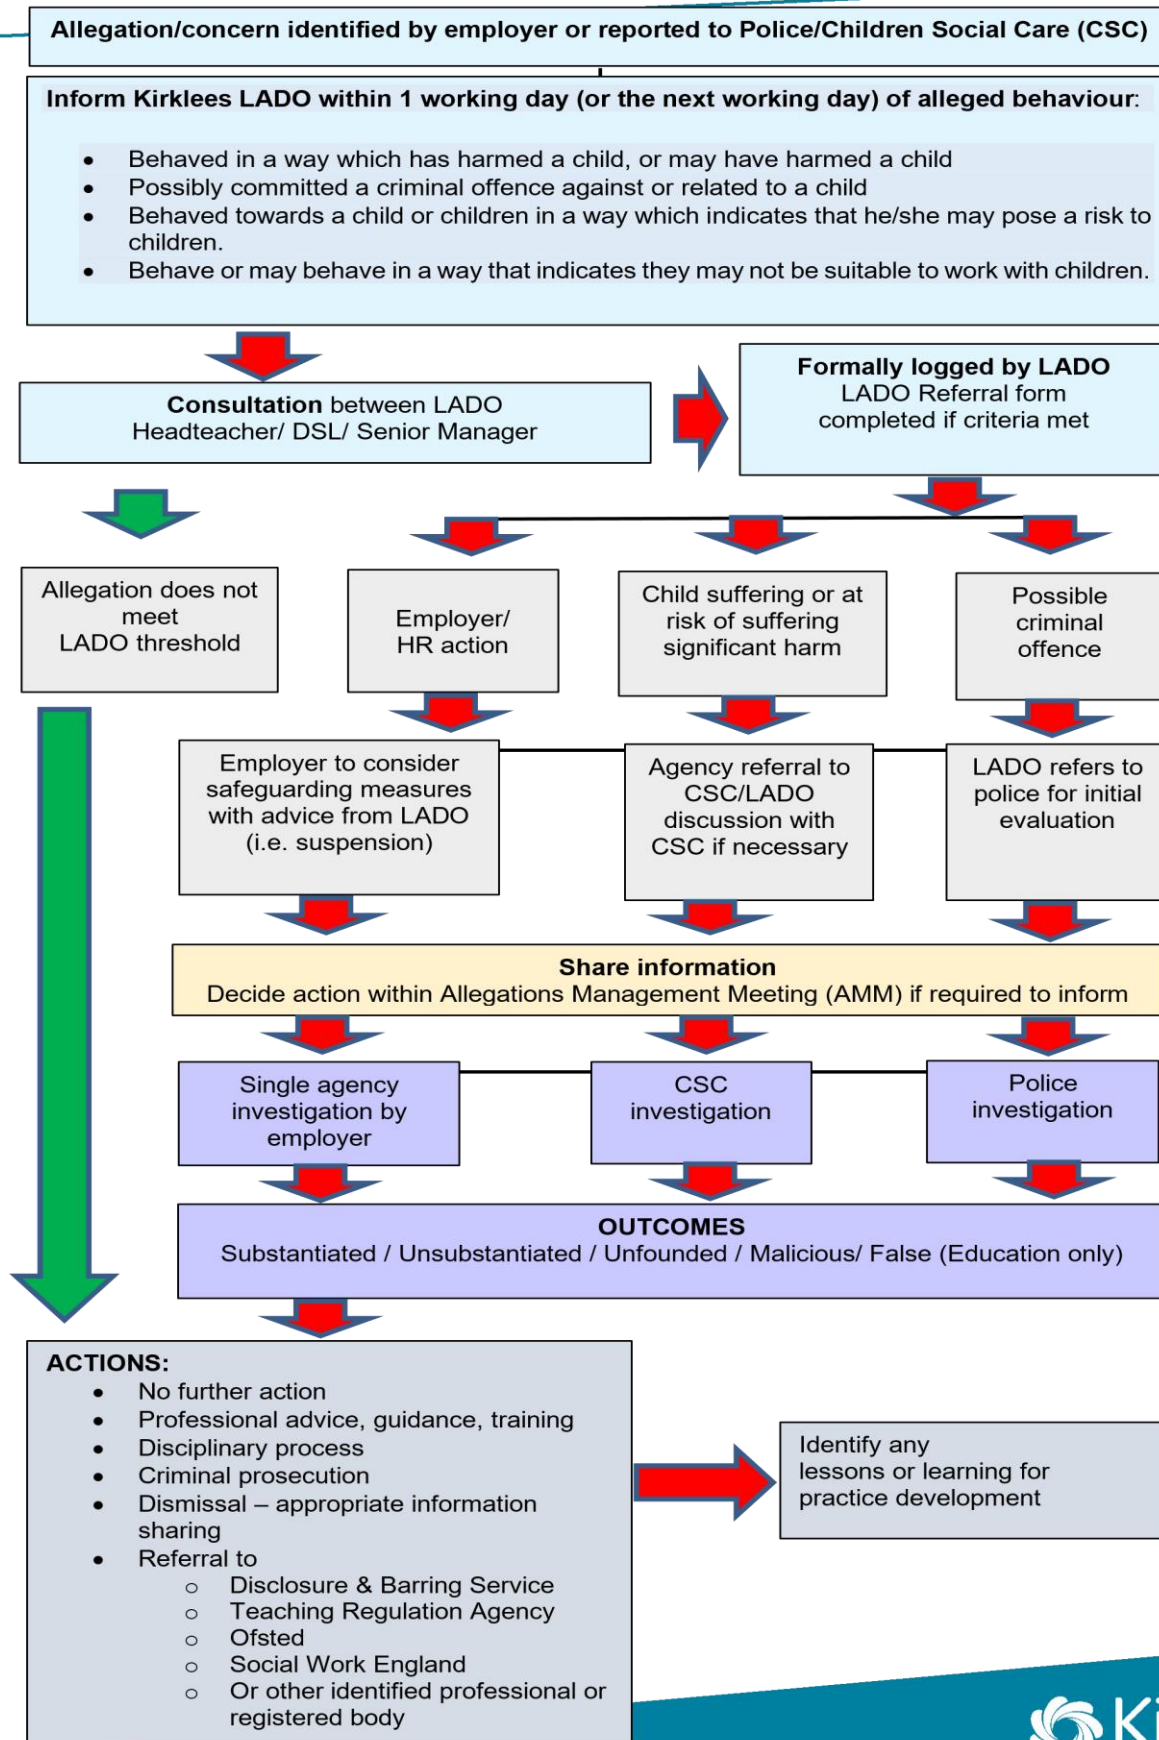 Allegation/concern identified by employer or reported to Police/Children Social Care (CSC)
Inform Kirklees LADO within 1 working day (or the next working day) of alleged behaviour:
• Behaved in a way which has harmed a child, or may have harmed a child
• Possibly committed a criminal offence against or related to a child
• Behaved towards a child or children in a way which indicates that he/she may pose a risk to
children.
• Behave or may behave in a way that indicates they may not be suitable to work with children.
Consultation between LADO
Headteacher/ DSL/ Senior Manager
Formally logged by LADO
LADO Referral form
completed if criteria met
Allegation does not
meet
LADO threshold
Employer/
HR action
Child suffering or at
risk of suffering
significant harm
Possible
criminal
offence
Employer to consider
safeguarding measures
with advice from LADO
(i.e. suspension)
Agency referral to
CSC/LADO
discussion with
CSC if necessary
LADO refers to
police for initial
evaluation
Share information
Decide action within Allegations Management Meeting (AMM) if required to inform
Single agency
investigation by
employer
CSC
investigation
Police
investigation
OUTCOMES
Substantiated / Unsubstantiated / Unfounded / Malicious/ False (Education only)
ACTIONS:
• No further action
• Professional advice, guidance, training
• Disciplinary process
• Criminal prosecution
• Dismissal – appropriate information
sharing
• Referral to
o Disclosure & Barring Service
o Teaching Regulation Agency
o Ofsted
o Social Work England
o Or other identified professional or
registered body
Identify any
lessons or learning for
practice development
Ki